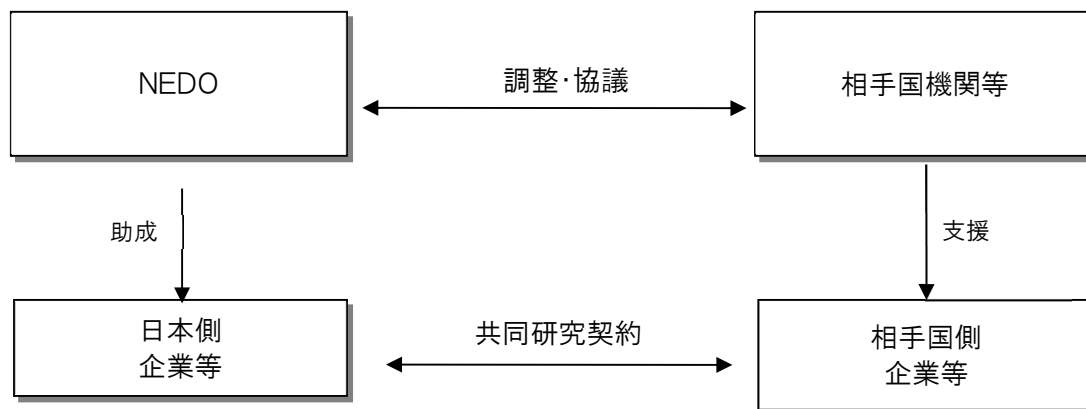 NEDO
調整・協議
相手国機関等
助成
支援
日本側
企業等
共同研究契約
相手国側
企業等